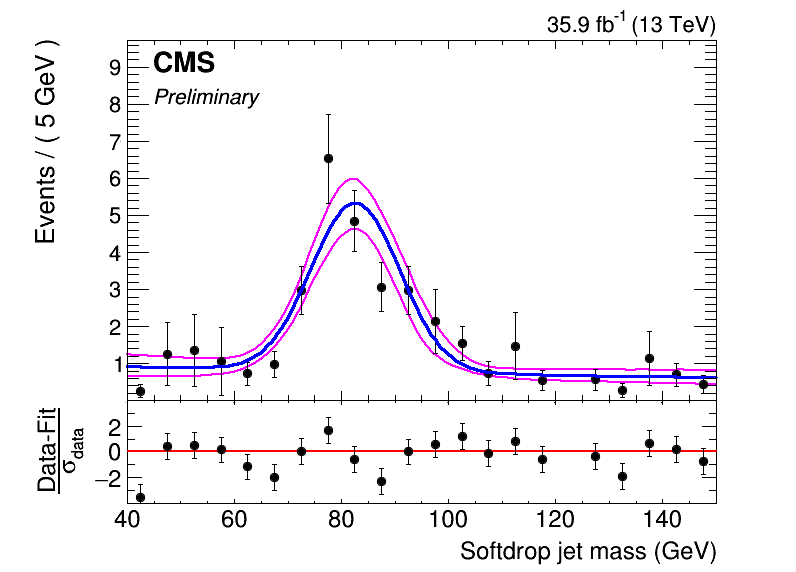 35.9 fb⁻¹ (13 TeV)
CMS
Preliminary
Events / ( 5 GeV )
9
8
7
6
5
4
3
2
1
Data-Fit
σdata
2
0
−2
40 60 80 100 120 140
Softdrop jet mass (GeV)